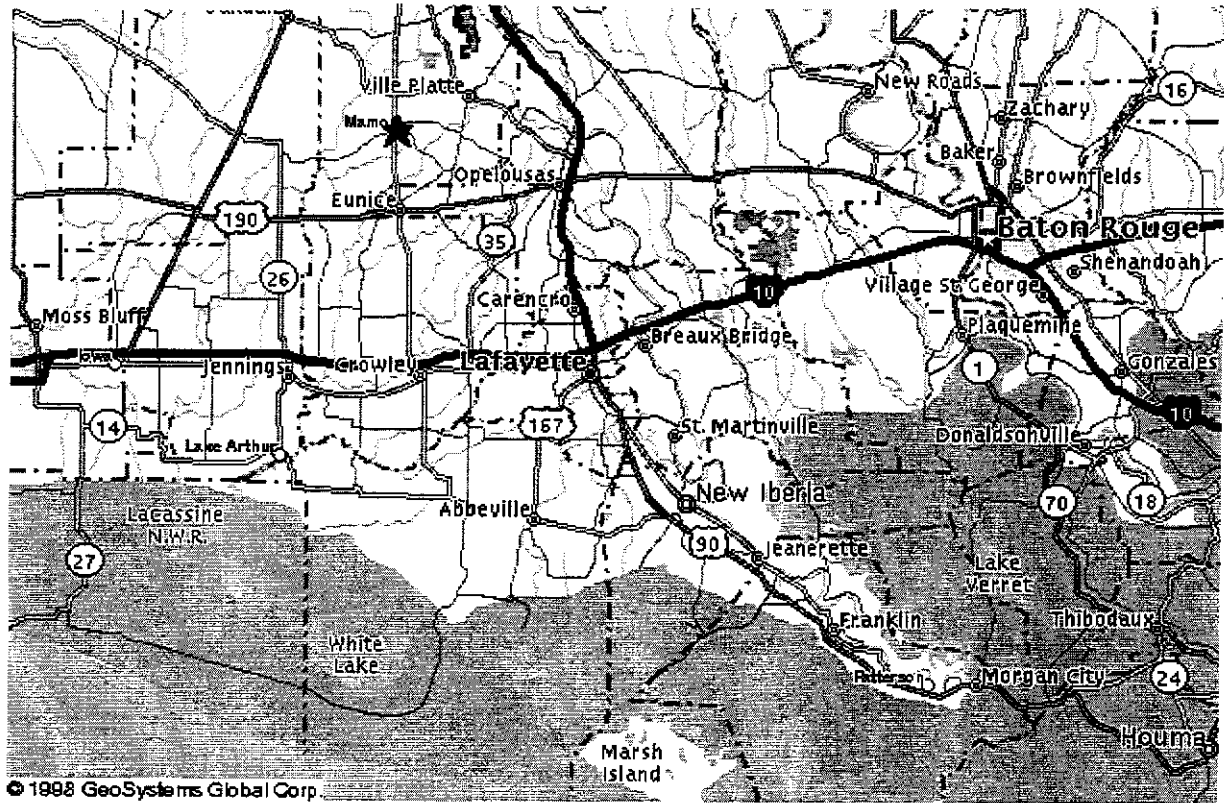 Ville Platte
New Roads
16
Zachary
Mamou
Baker
Opelousas
Brownfields
Eunice
190
35
Baton Rouge
26
Shenandoah
10
Village St. George
Carencro
Moss Bluff
Plaquemine
Breaux Bridge
Iowa
Jennings
Crowley
Lafayette
1
Gonzales
10
14
167
St. Martinville
Donaldsonville
Lake Arthur
New Iberia
70
18
Abbeville
Lacassine
N.W.R.
27
90
Jeanerette
Lake
Verret
Franklin
Thibodaux
White
Lake
Patterson
Morgan City
24
Houma
Marsh
Island
© 1998 GeoSystems Global Corp.